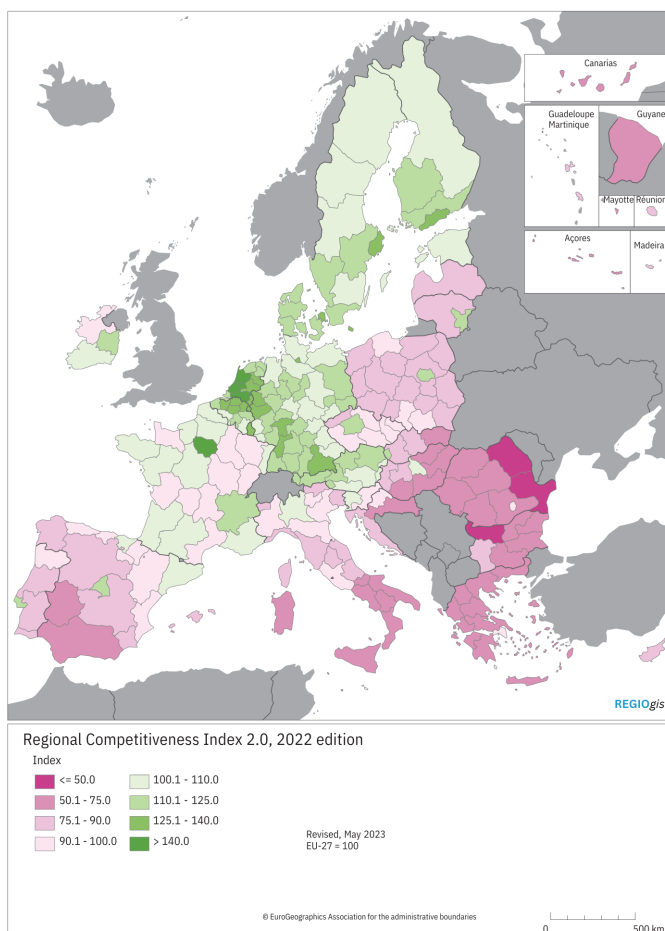 Canarias
Guadeloupe
Martinique
Guyane
Mayotte
Réunion
Açores
Madeira
REGIOgis
Regional Competitiveness Index 2.0, 2022 edition
Index
<= 50.0
50.1 - 75.0
75.1 - 90.0
90.1 - 100.0
100.1 - 110.0
110.1 - 125.0
125.1 - 140.0
> 140.0
Revised, May 2023
EU-27 = 100
© EuroGeographics Association for the administrative boundaries
0
500 km